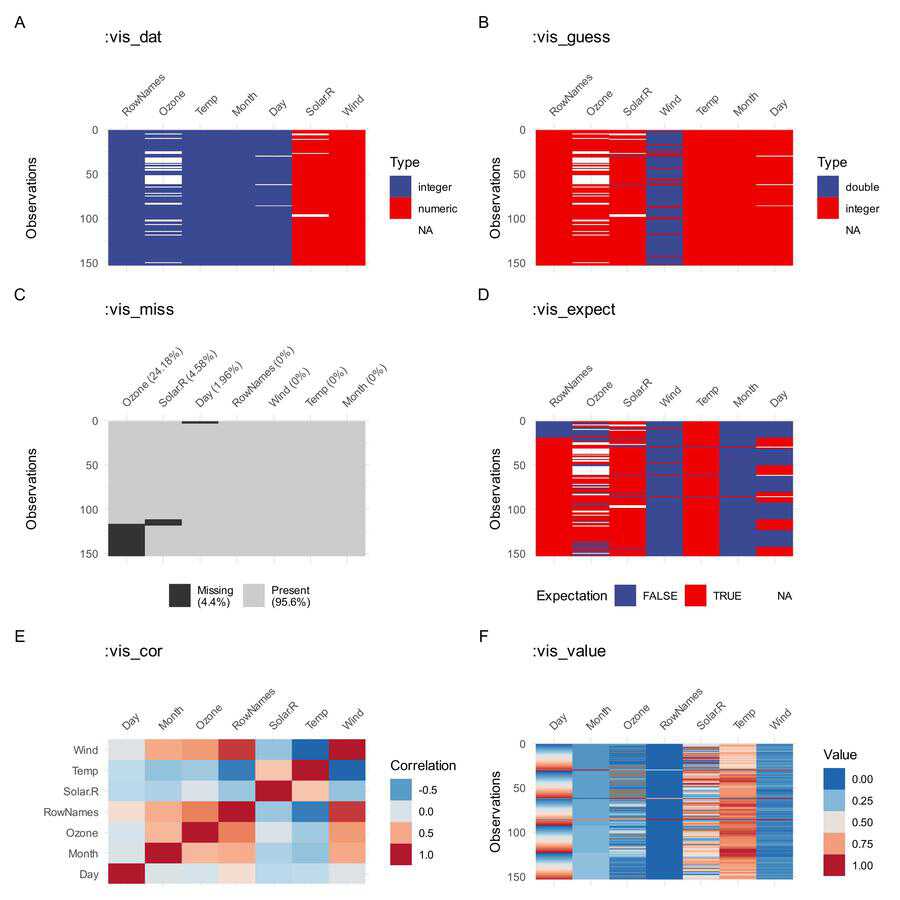 A
:vis_dat
RowNames
Ozone
Temp
Month
Day
Solar.R
Wind
0
50
100
150
Observations
Type
integer
numeric
NA
B
:vis_guess
RowNames
Ozone
Solar.R
Wind
Temp
Month
Day
0
50
100
150
Observations
Type
double
integer
NA
C
:vis_miss
Ozone (24.18%)
Solar.R (4.58%)
Day (1.96%)
RowNames (0%)
Wind (0%)
Temp (0%)
Month (0%)
0
50
100
150
Observations
Missing
(4.4%)
Present
(95.6%)
D
:vis_expect
RowNames
Ozone
Solar.R
Wind
Temp
Month
Day
0
50
100
150
Observations
Expectation
FALSE
TRUE
NA
E
:vis_cor
Day
Month
Ozone
RowNames
Solar.R
Temp
Wind
Wind
Temp
Solar.R
RowNames
Ozone
Month
Day
Correlation
-0.5
0.0
0.5
1.0
F
:vis_value
Day
Month
Ozone
RowNames
Solar.R
Temp
Wind
0
50
100
150
Observations
Value
0.00
0.25
0.50
0.75
1.00